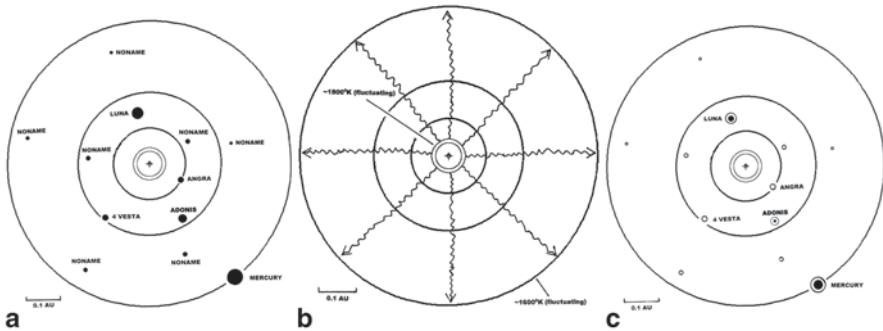 NONAME
LUNA
NONAME
NONAME
NONAME
NONAME
ANGRA
4 VESTA
ADONIS
NONAME
NONAME
MERCURY
0.1 AU
a
~1800°K (fluctuating)
0.1 AU
~1600°K (fluctuating)
b
LUNA
ANGRA
4 VESTA
ADONIS
MERCURY
0.1 AU
c